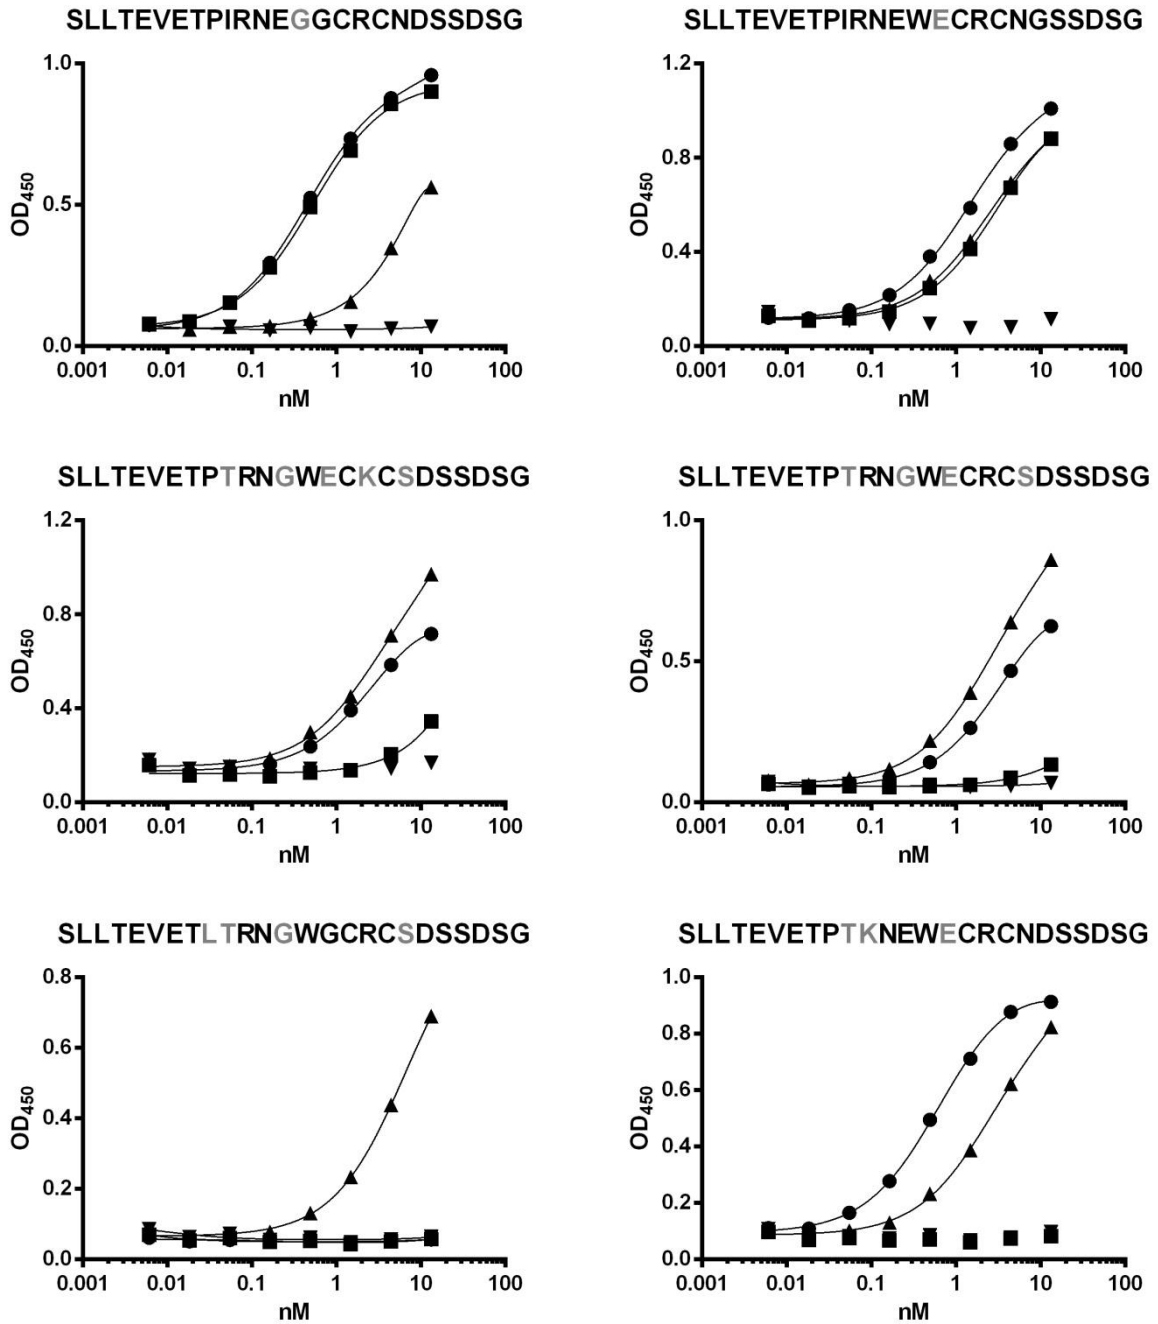 SLLTEVETPIRNEGGCRCNDSSDSG
1.0
0.5
0.0
OD450
0.001 0.01 0.1 1 10 100
nM
SLLTEVETPIRNEWECRCNGSSDSG
1.2
0.8
0.4
0.0
OD450
0.001 0.01 0.1 1 10 100
nM
SLLTEVETPTRNGWECKCSDSSDSG
1.2
0.8
0.4
0.0
OD450
0.001 0.01 0.1 1 10 100
nM
SLLTEVETPTRNGWECRCSDSSDSG
1.0
0.5
0.0
OD450
0.001 0.01 0.1 1 10 100
nM
SLLTEVETLTRNGWGCRCSDSSDSG
0.8
0.6
0.4
0.2
0.0
OD450
0.001 0.01 0.1 1 10 100
nM
SLLTEVETPTKNEWECRCNDSSDSG
1.0
0.8
0.6
0.4
0.2
0.0
OD450
0.001 0.01 0.1 1 10 100
nM